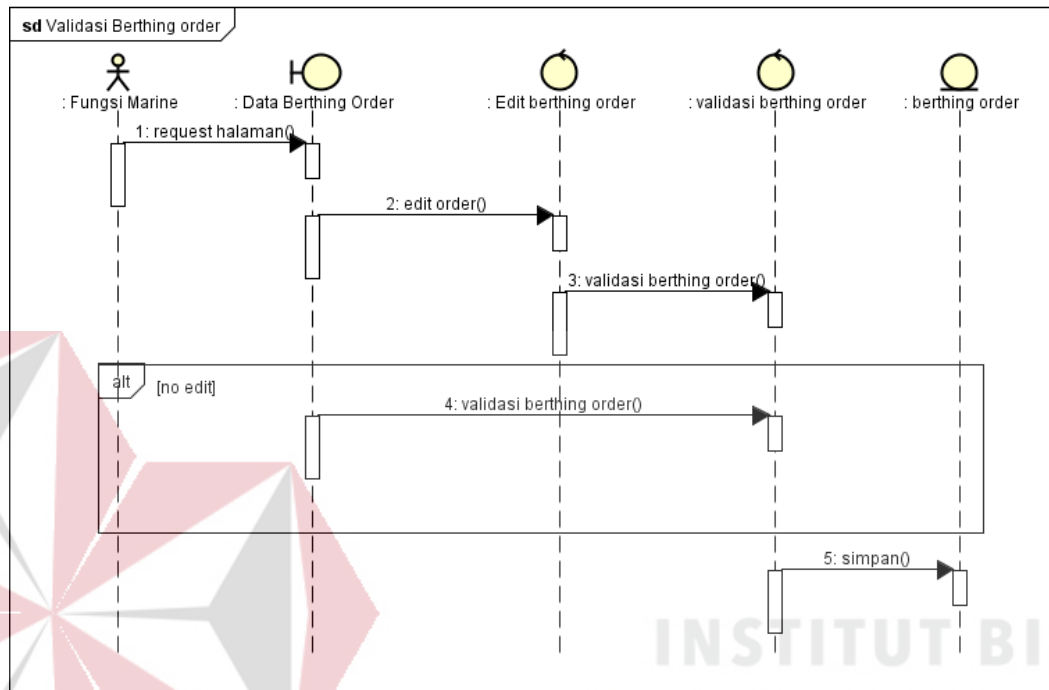 sd Validasi Berthing order
: Fungsi Marine
: Data Berthing Order
: Edit berthing order
: validasi berthing order
: berthing order
1: request halaman()
2: edit order()
3: validasi berthing order()
alt
[no edit]
4: validasi berthing order()
5: simpan()
INSTITUT BI